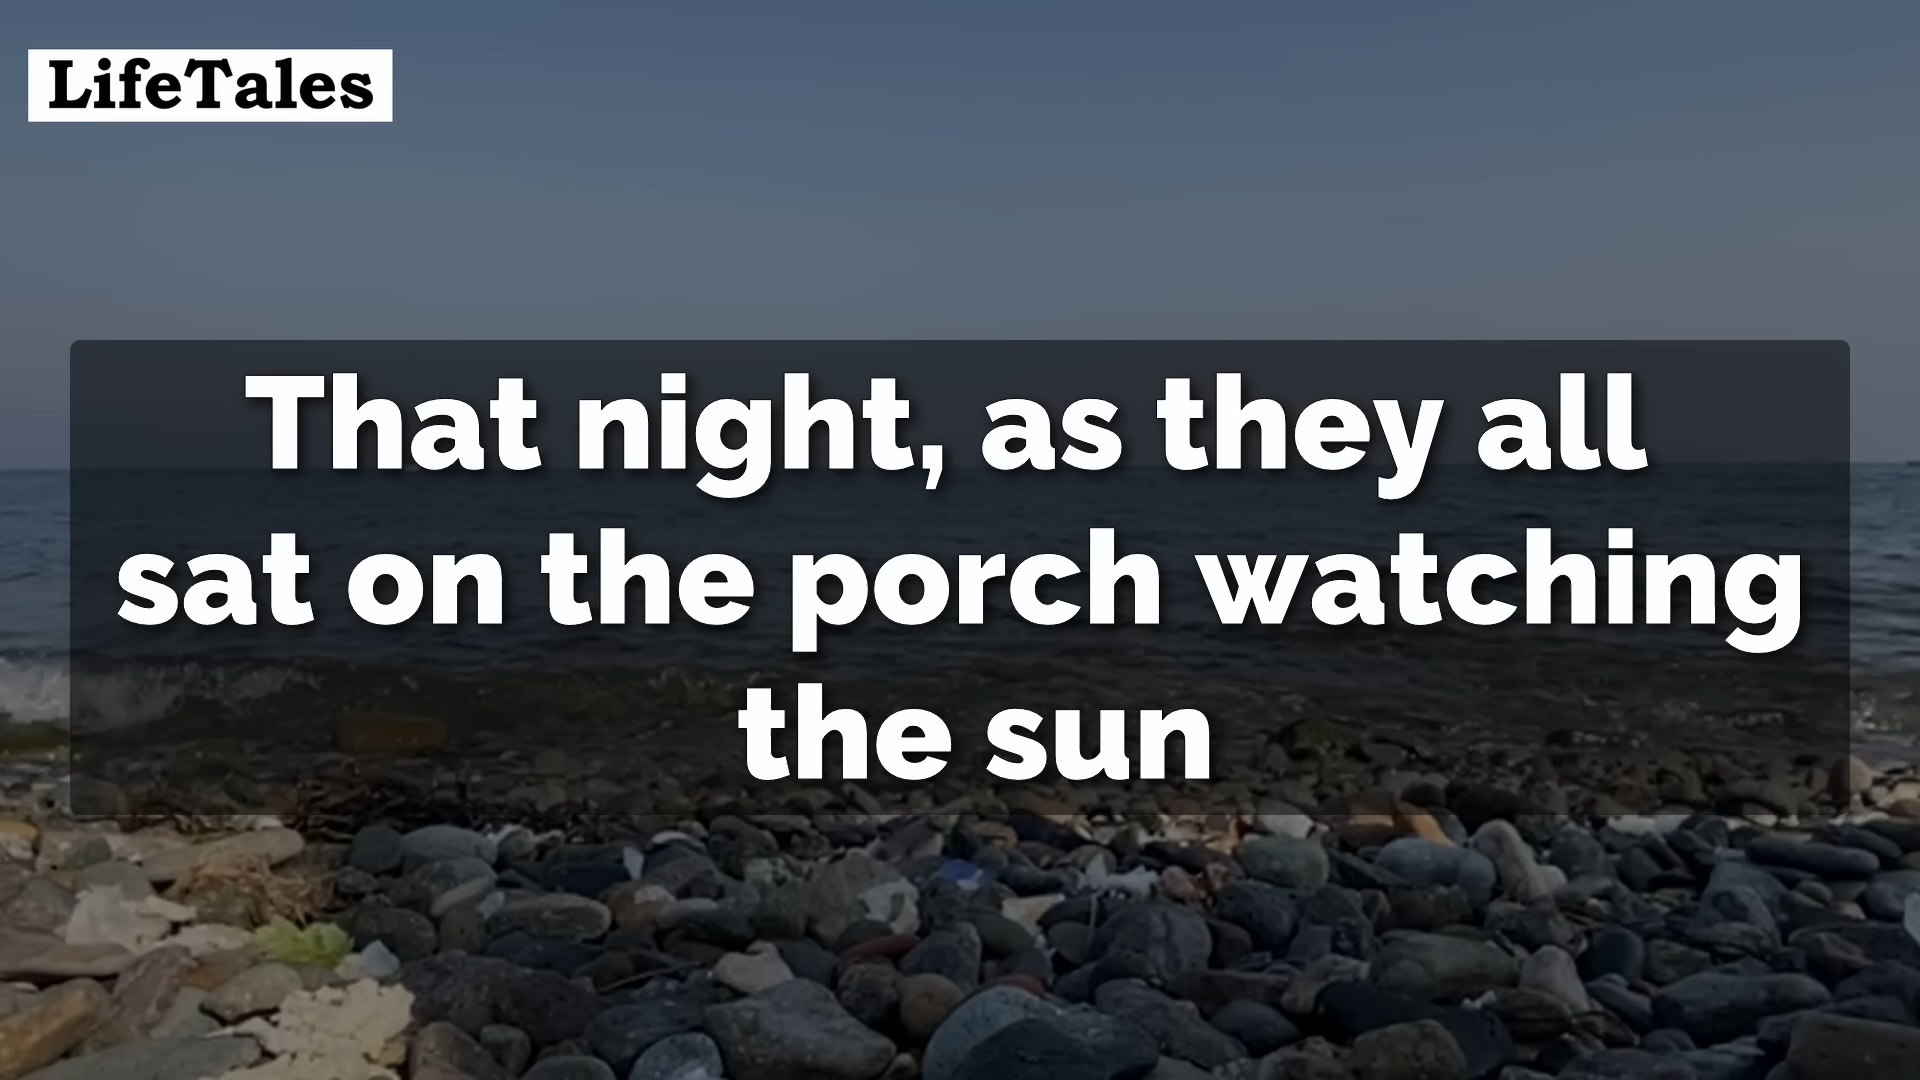 LifeTales
That night, as they all
sat on the porch watching
the sun